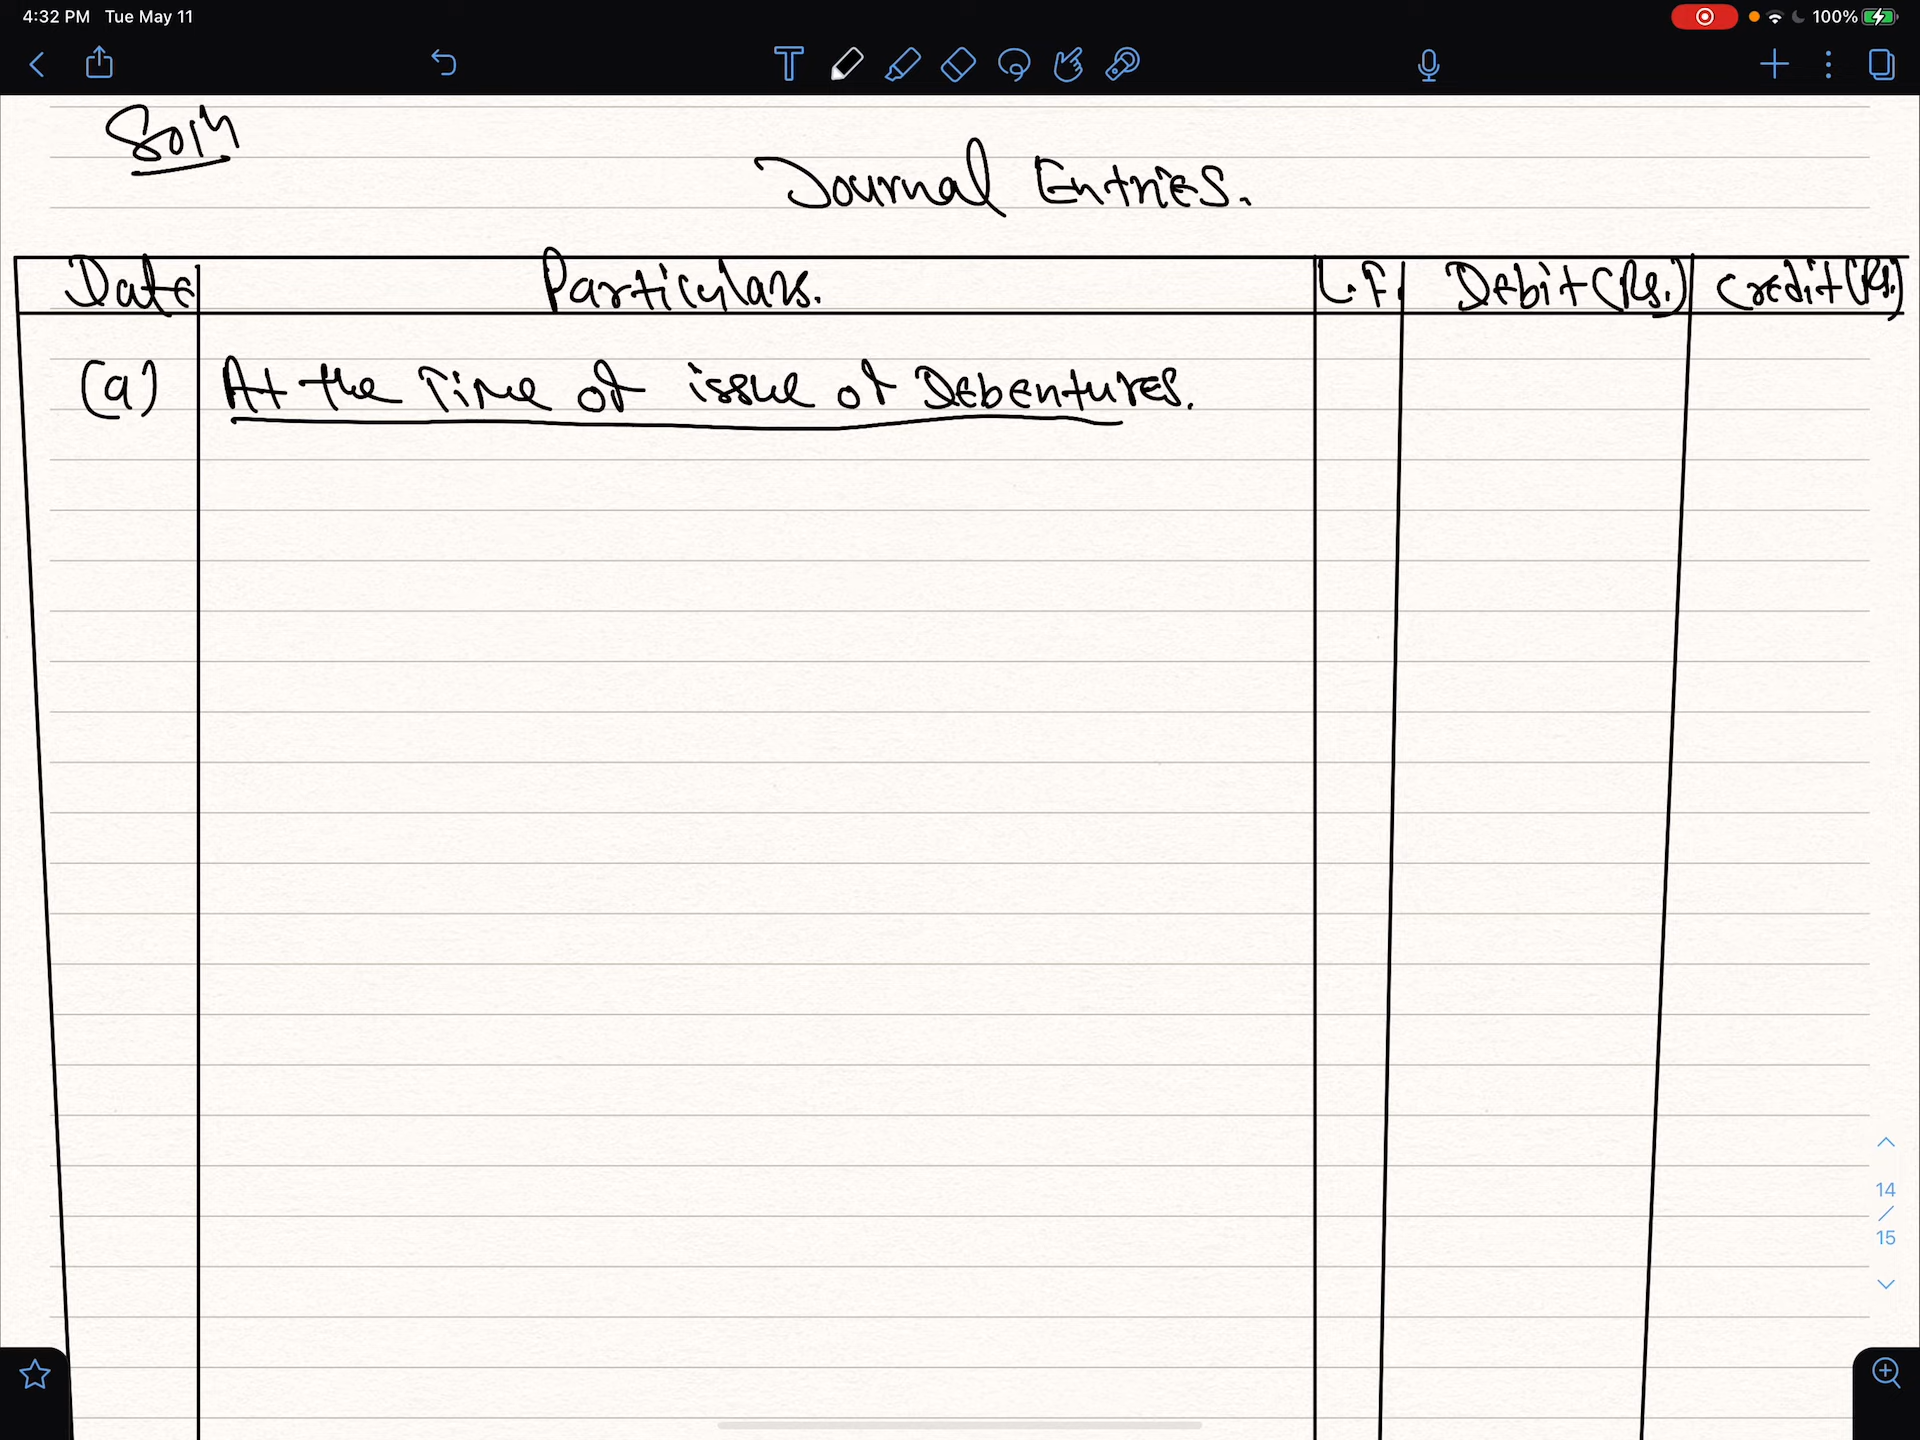 4:32 PM Tue May 11 100%
Soln
Journal Entries.
Date Particulars. L.F. Debit (Rs.) Credit (Rs.)
(a) At the Time of issue of Debentures.
14
/
15